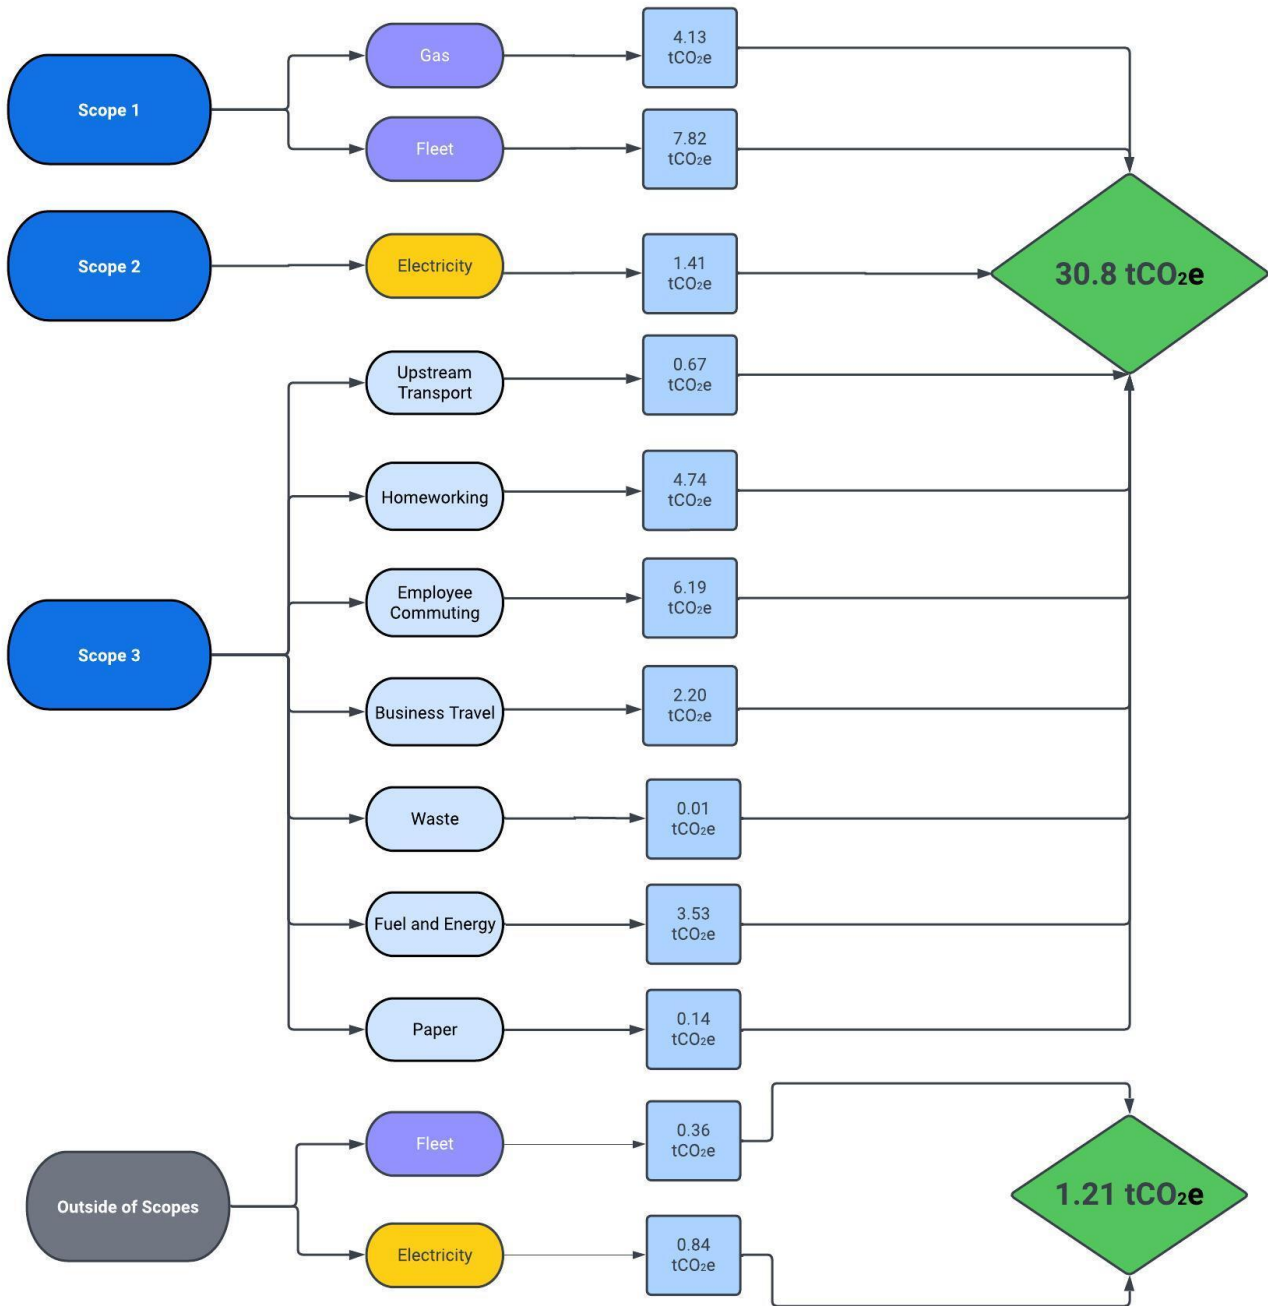 Scope 1
Gas
4.13
tCO₂e
Fleet
7.82
tCO₂e
Scope 2
Electricity
1.41
tCO₂e
30.8 tCO₂e
Scope 3
Upstream
Transport
0.67
tCO₂e
Homeworking
4.74
tCO₂e
Employee
Commuting
6.19
tCO₂e
Business Travel
2.20
tCO₂e
Waste
0.01
tCO₂e
Fuel and Energy
3.53
tCO₂e
Paper
0.14
tCO₂e
Outside of Scopes
Fleet
0.36
tCO₂e
Electricity
0.84
tCO₂e
1.21 tCO₂e